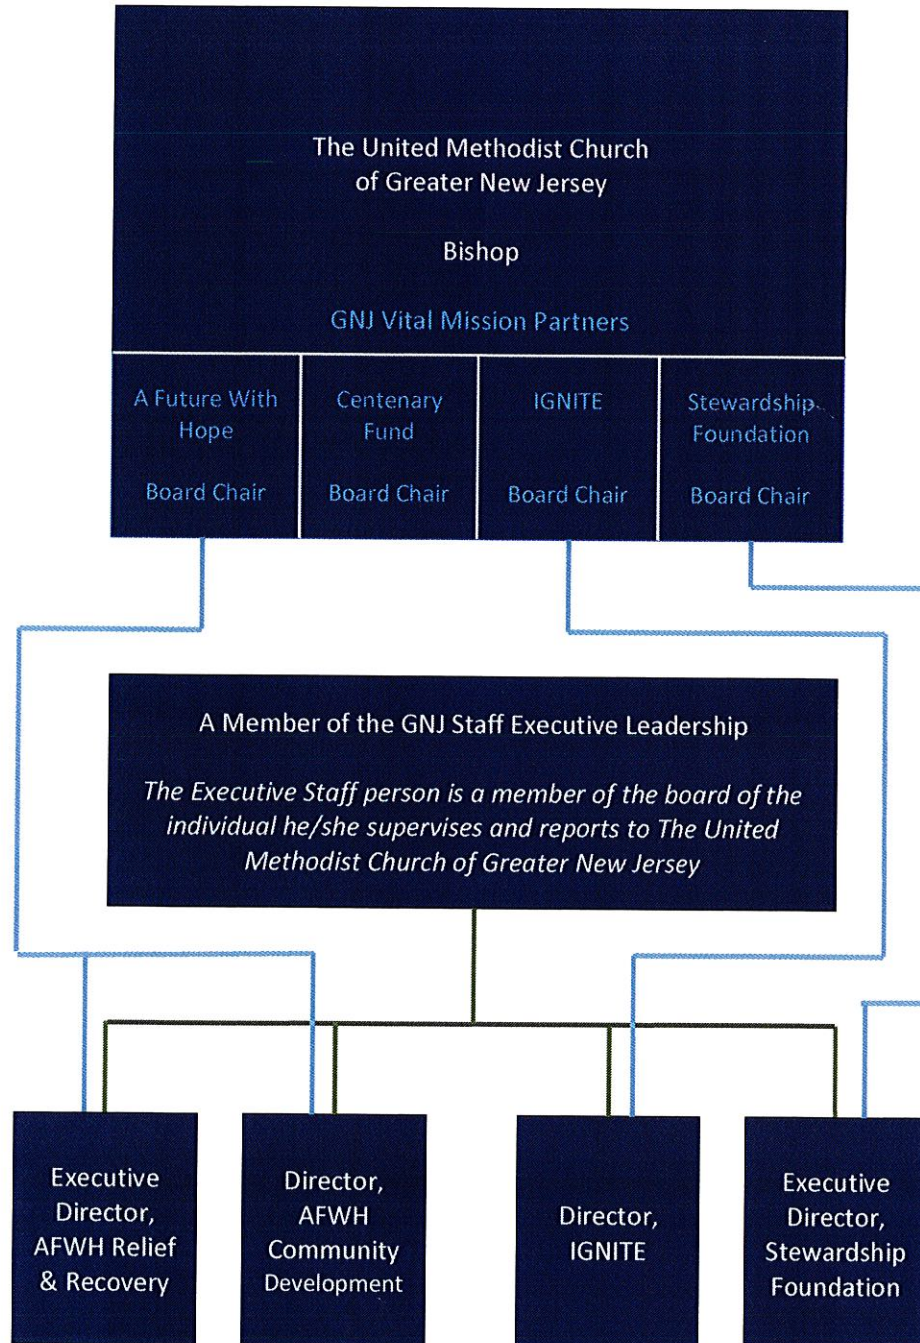 The United Methodist Church
of Greater New Jersey
Bishop
GNJ Vital Mission Partners
A Future With
Hope
Board Chair
Centenary
Fund
Board Chair
IGNITE
Board Chair
Stewardship
Foundation
Board Chair
A Member of the GNJ Staff Executive Leadership
The Executive Staff person is a member of the board of the
individual he/she supervises and reports to The United
Methodist Church of Greater New Jersey
Executive
Director,
AFWH Relief
& Recovery
Director,
AFWH
Community
Development
Director,
IGNITE
Executive
Director,
Stewardship
Foundation